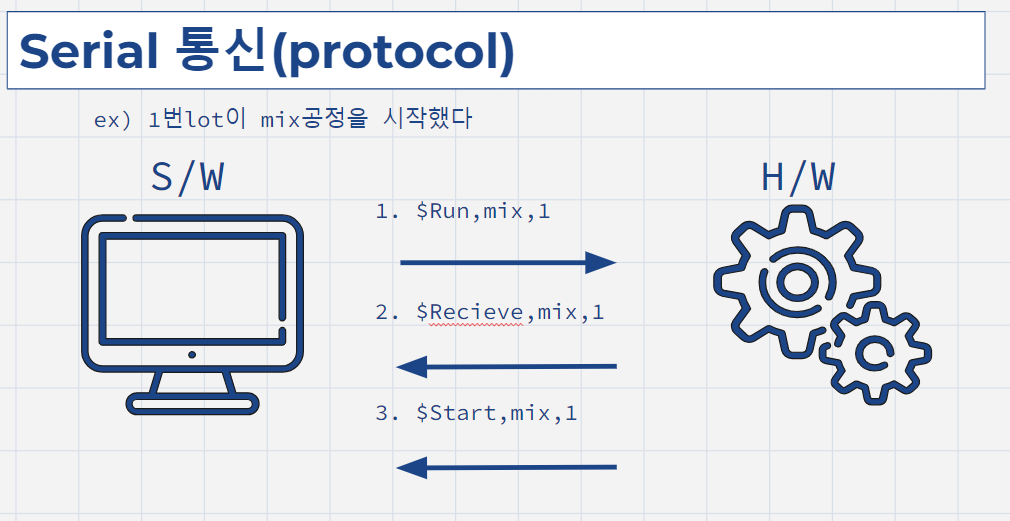 Serial 통신(protocol)
ex) 1번lot이 mix공정을 시작했다
S/W
H/W
1. $Run,mix,1
2. $Recieve,mix,1
3. $Start,mix,1